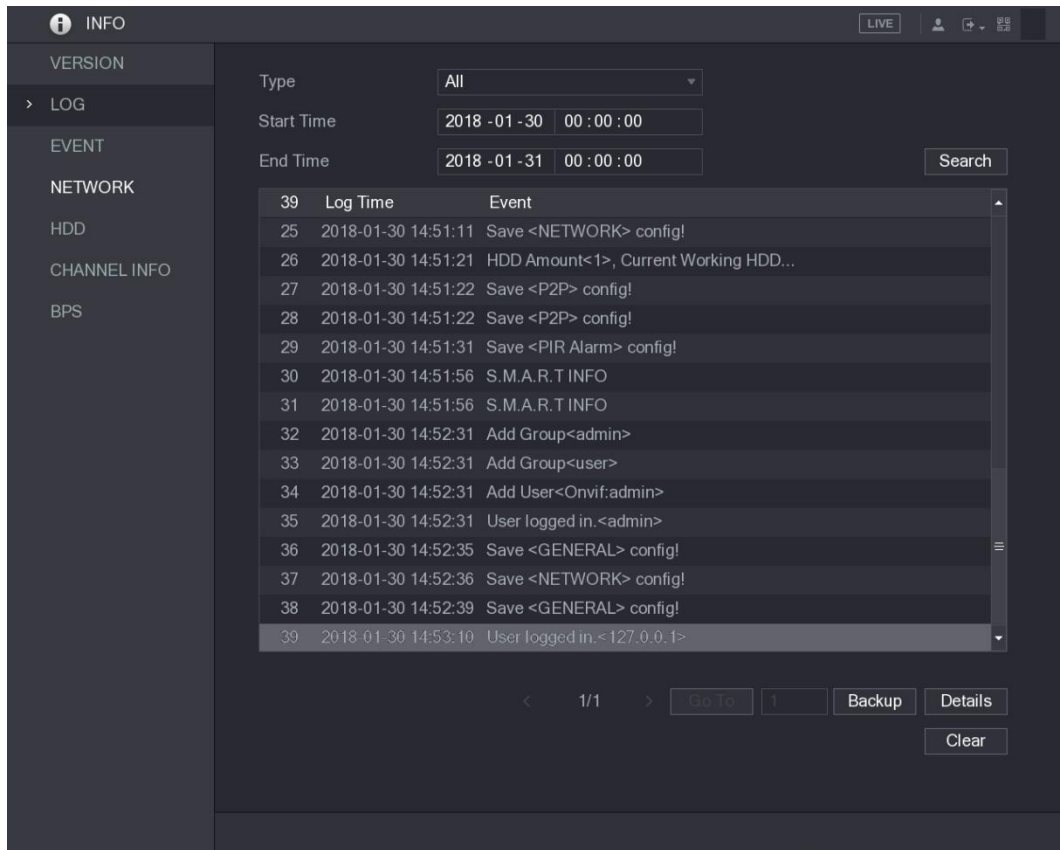 INFO
LIVE
VERSION
LOG
EVENT
NETWORK
HDD
CHANNEL INFO
BPS
Type All
Start Time 2018 -01 -30 00 : 00 : 00
End Time 2018 -01 -31 00 : 00 : 00 Search
39 Log Time Event
25 2018-01-30 14:51:11 Save <NETWORK> config!
26 2018-01-30 14:51:21 HDD Amount<1>, Current Working HDD...
27 2018-01-30 14:51:22 Save <P2P> config!
28 2018-01-30 14:51:22 Save <P2P> config!
29 2018-01-30 14:51:31 Save <PIR Alarm> config!
30 2018-01-30 14:51:56 S.M.A.R.T INFO
31 2018-01-30 14:51:56 S.M.A.R.T INFO
32 2018-01-30 14:52:31 Add Group<admin>
33 2018-01-30 14:52:31 Add Group<user>
34 2018-01-30 14:52:31 Add User<Onvif:admin>
35 2018-01-30 14:52:31 User logged in.<admin>
36 2018-01-30 14:52:35 Save <GENERAL> config!
37 2018-01-30 14:52:36 Save <NETWORK> config!
38 2018-01-30 14:52:39 Save <GENERAL> config!
39 2018-01-30 14:53:10 User logged in.<127.0.0.1>
1/1 Go To 1 Backup Details
Clear